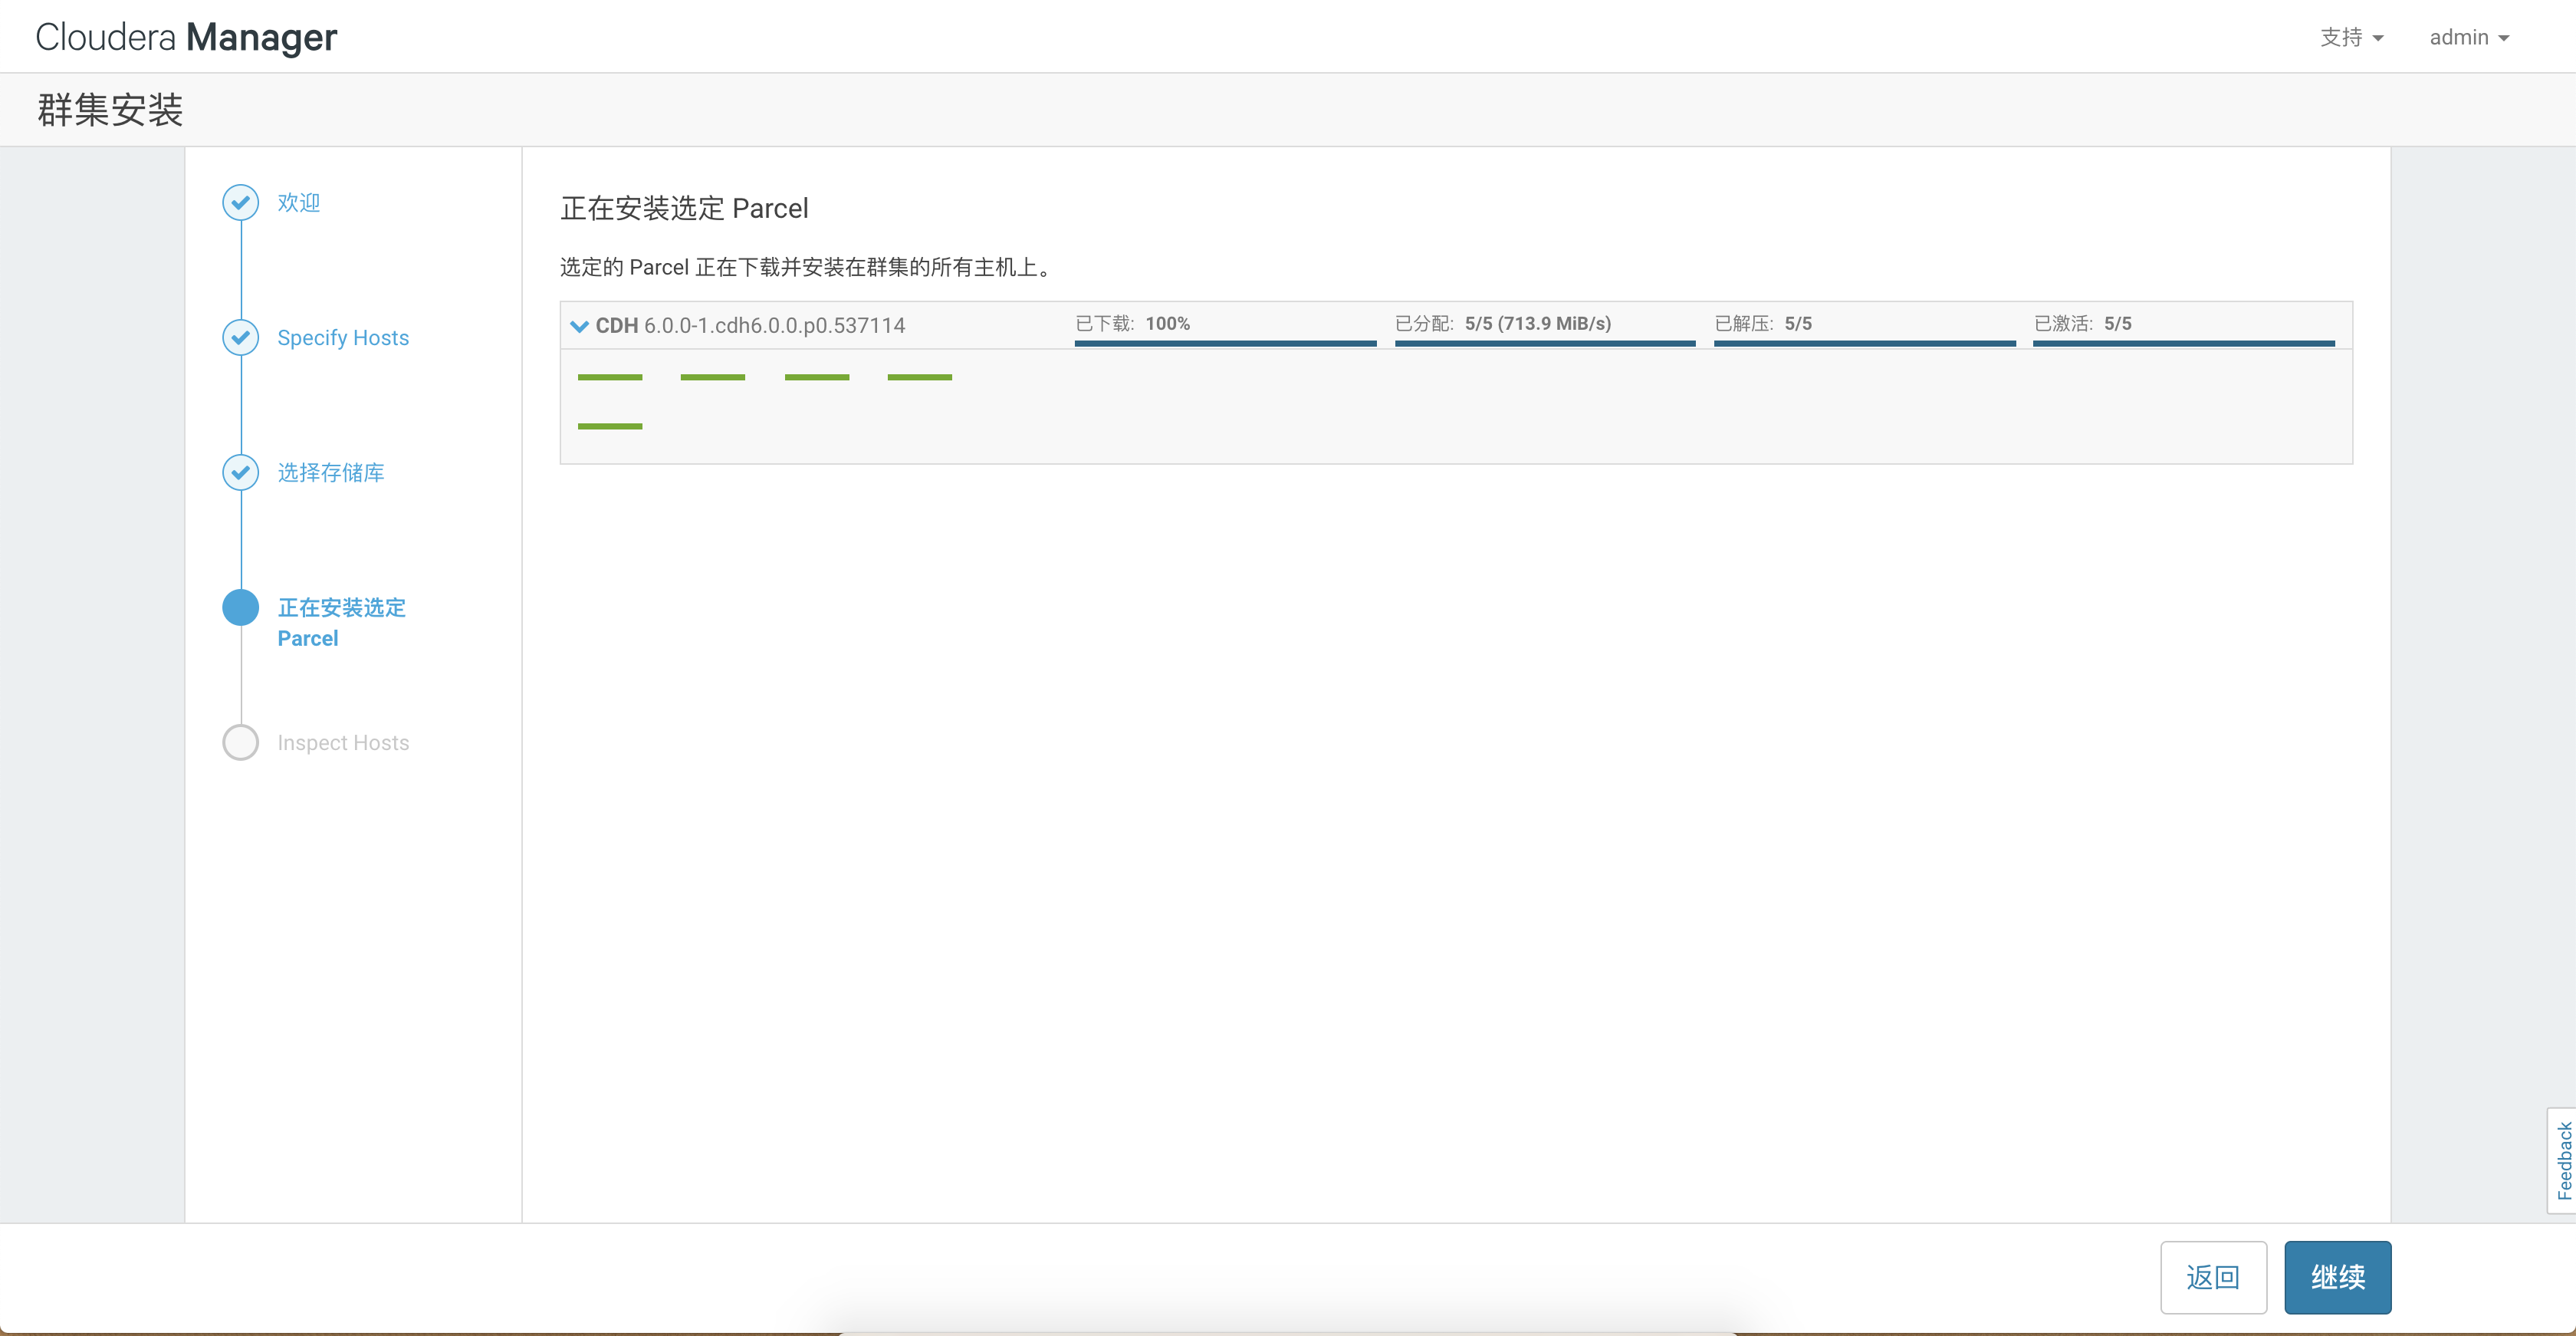 Cloudera Manager
支持
admin
群集安装
欢迎
Specify Hosts
选择存储库
正在安装选定
Parcel
Inspect Hosts
正在安装选定 Parcel
选定的 Parcel 正在下载并安装在群集的所有主机上。
CDH 6.0.0-1.cdh6.0.0.p0.537114
已下载: 100%
已分配: 5/5 (713.9 MiB/s)
已解压: 5/5
已激活: 5/5
Feedback
返回
继续